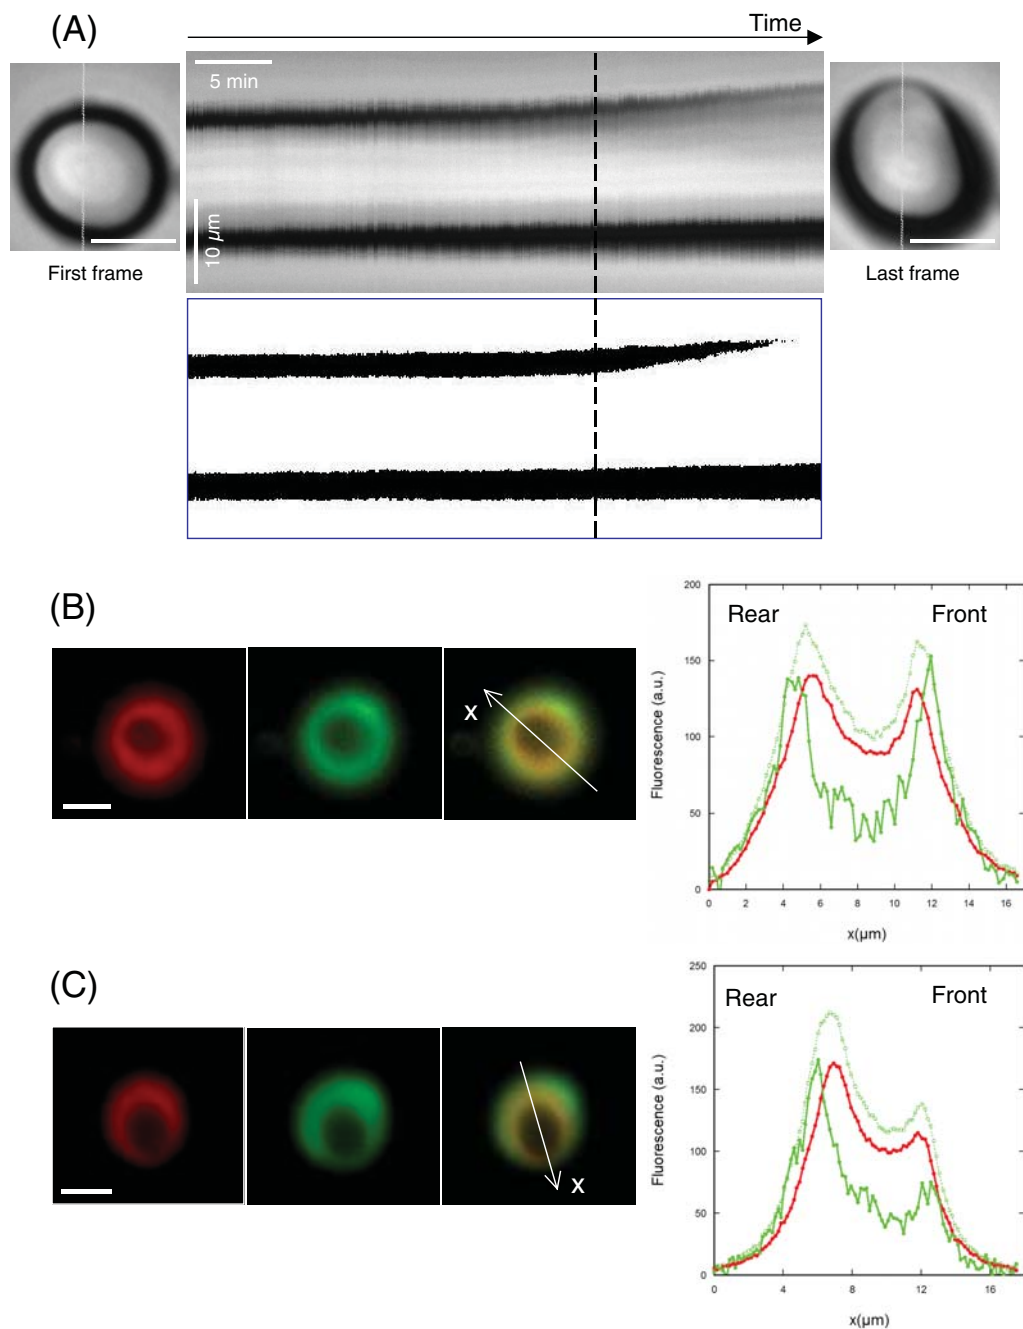 (A)
Time
5 min
10 µm
First frame
Last frame
(B)
X
Rear
Front
Fluorescence (a.u.)
200
150
100
50
0
0 2 4 6 8 10 12 14 16
x(µm)
(C)
X
Rear
Front
Fluorescence (a.u.)
250
200
150
100
50
0
0 4 8 12 16
x(µm)